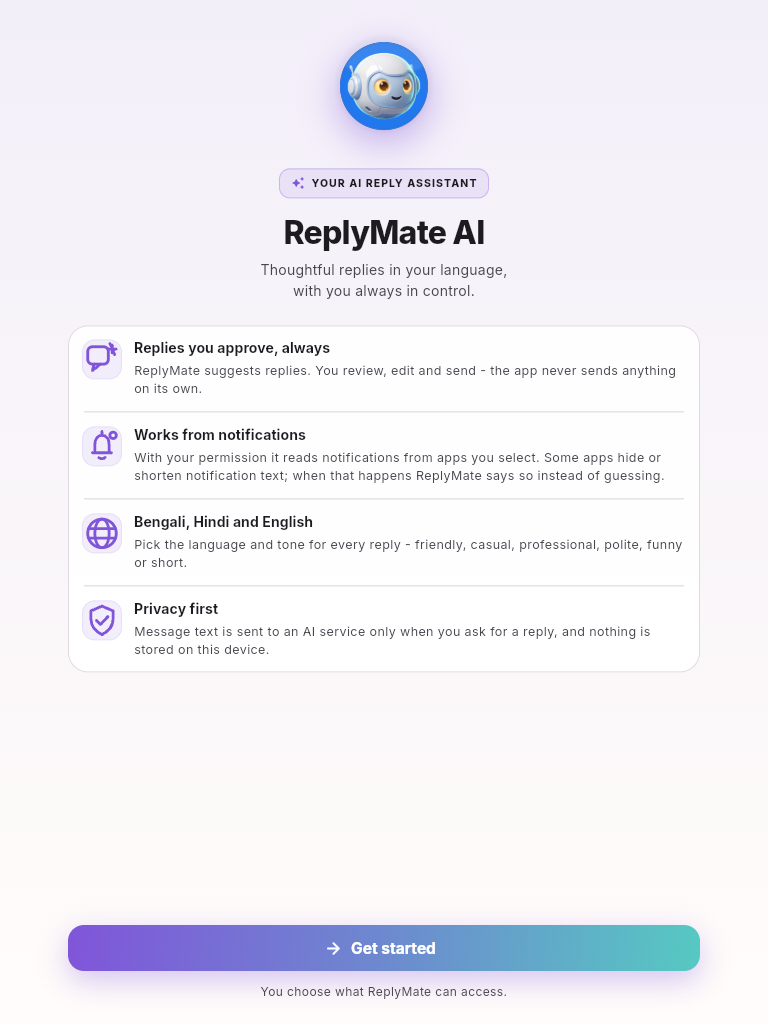 YOUR AI REPLY ASSISTANT
ReplyMate AI
Thoughtful replies in your language,
with you always in control.
Replies you approve, always
ReplyMate suggests replies. You review, edit and send - the app never sends anything
on its own.
Works from notifications
With your permission it reads notifications from apps you select. Some apps hide or
shorten notification text; when that happens ReplyMate says so instead of guessing.
Bengali, Hindi and English
Pick the language and tone for every reply - friendly, casual, professional, polite, funny
or short.
Privacy first
Message text is sent to an AI service only when you ask for a reply, and nothing is
stored on this device.
Get started
You choose what ReplyMate can access.